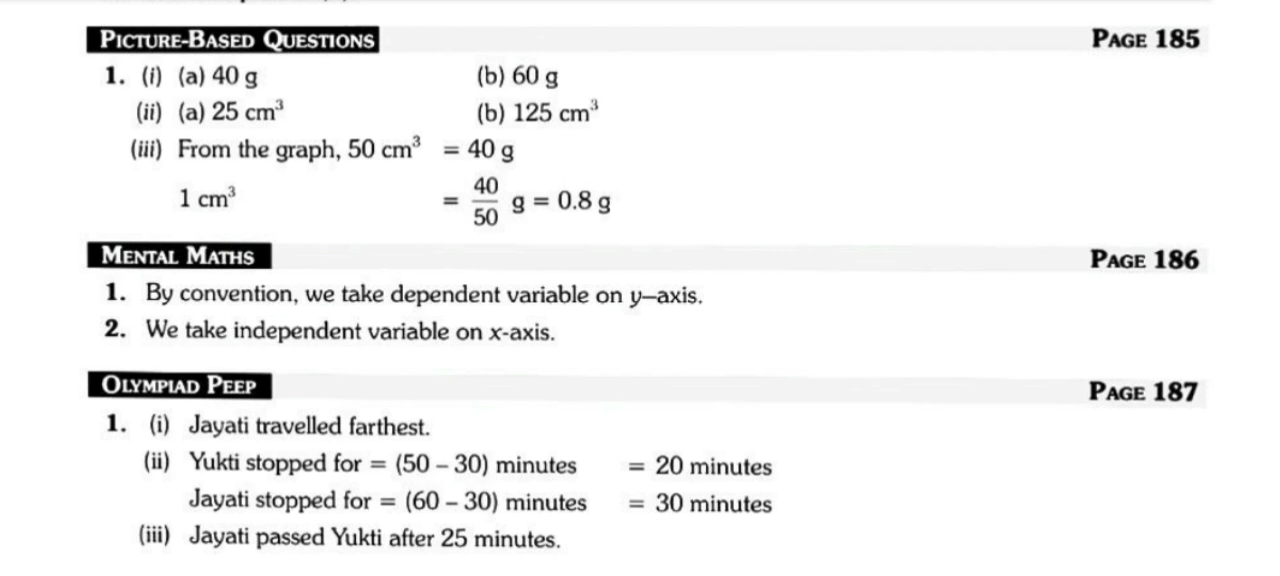 PICTURE-BASED QUESTIONS PAGE 185
1. (i) (a) 40 g (b) 60 g
(ii) (a) 25 cm³ (b) 125 cm³
(iii) From the graph, 50 cm³ = 40 g
1 cm³ = 40/50 g = 0.8 g
MENTAL MATHS PAGE 186
1. By convention, we take dependent variable on y–axis.
2. We take independent variable on x-axis.
OLYMPIAD PEEP PAGE 187
1. (i) Jayati travelled farthest.
(ii) Yukti stopped for = (50 – 30) minutes = 20 minutes
Jayati stopped for = (60 – 30) minutes = 30 minutes
(iii) Jayati passed Yukti after 25 minutes.